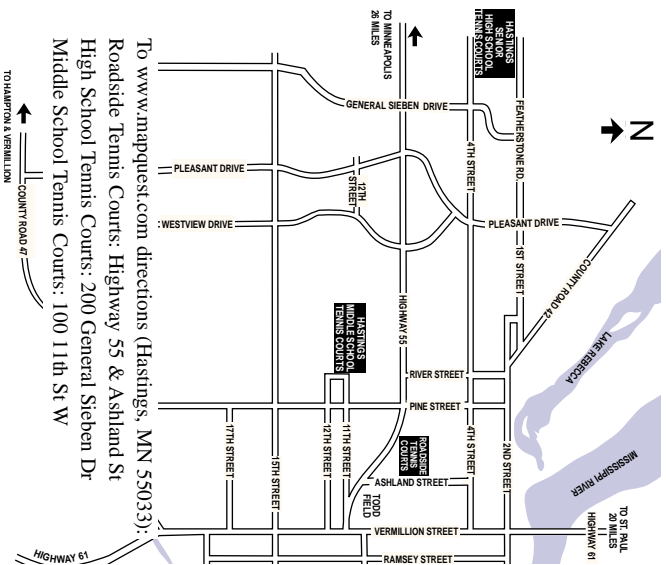 N
HASTINGS
SENIOR
HIGH SCHOOL
TENNIS COURTS
TO MINNEAPOLIS
26 MILES
FEATHERSTONE RD.
GENERAL SIEBEN DRIVE
4TH STREET
PLEASANT DRIVE
12TH
STREET
WESTVIEW DRIVE
PLEASANT DRIVE
1ST STREET
COUNTY ROAD 42
LAKE REBECCA
HIGHWAY 55
HASTINGS
MIDDLE SCHOOL
TENNIS COURTS
RIVER STREET
PINE STREET
ROADSIDE
TENNIS
COURTS
17TH STREET
15TH STREET
12TH STREET
11TH STREET
4TH STREET
2ND STREET
ASHLAND STREET
TODD
FIELD
VERMILLION STREET
RAMSEY STREET
MISSISSIPPI RIVER
TO ST. PAUL
20 MILES
HIGHWAY 61
HIGHWAY 61
TO HAMPTON & VERMILLION
COUNTY ROAD 47
To www.mapquest.com directions (Hastings, MN 55033):
Roadside Tennis Courts: Highway 55 & Ashland St
High School Tennis Courts: 200 General Sieben Dr
Middle School Tennis Courts: 100 11th St W